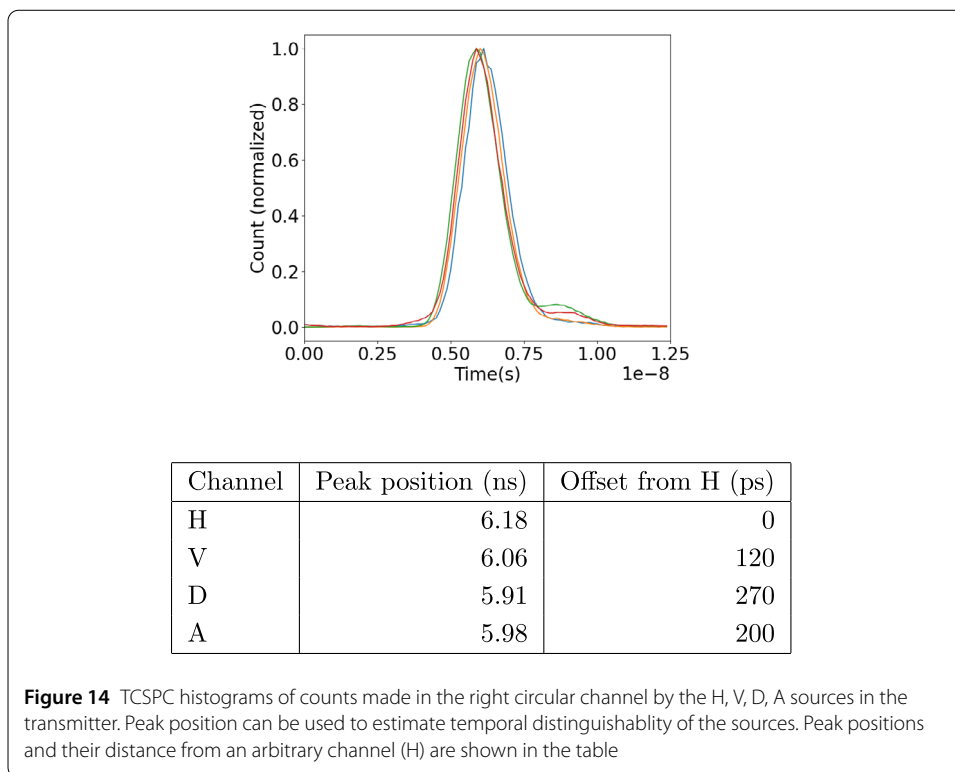 1.0
0.8
0.6
0.4
0.2
0.0
Count (normalized)
0.00 0.25 0.50 0.75 1.00 1.25
Time(s) 1e−8
Channel Peak position (ns) Offset from H (ps)
H 6.18 0
V 6.06 120
D 5.91 270
A 5.98 200
Figure 14 TCSPC histograms of counts made in the right circular channel by the H, V, D, A sources in the
transmitter. Peak position can be used to estimate temporal distinguishablity of the sources. Peak positions
and their distance from an arbitrary channel (H) are shown in the table